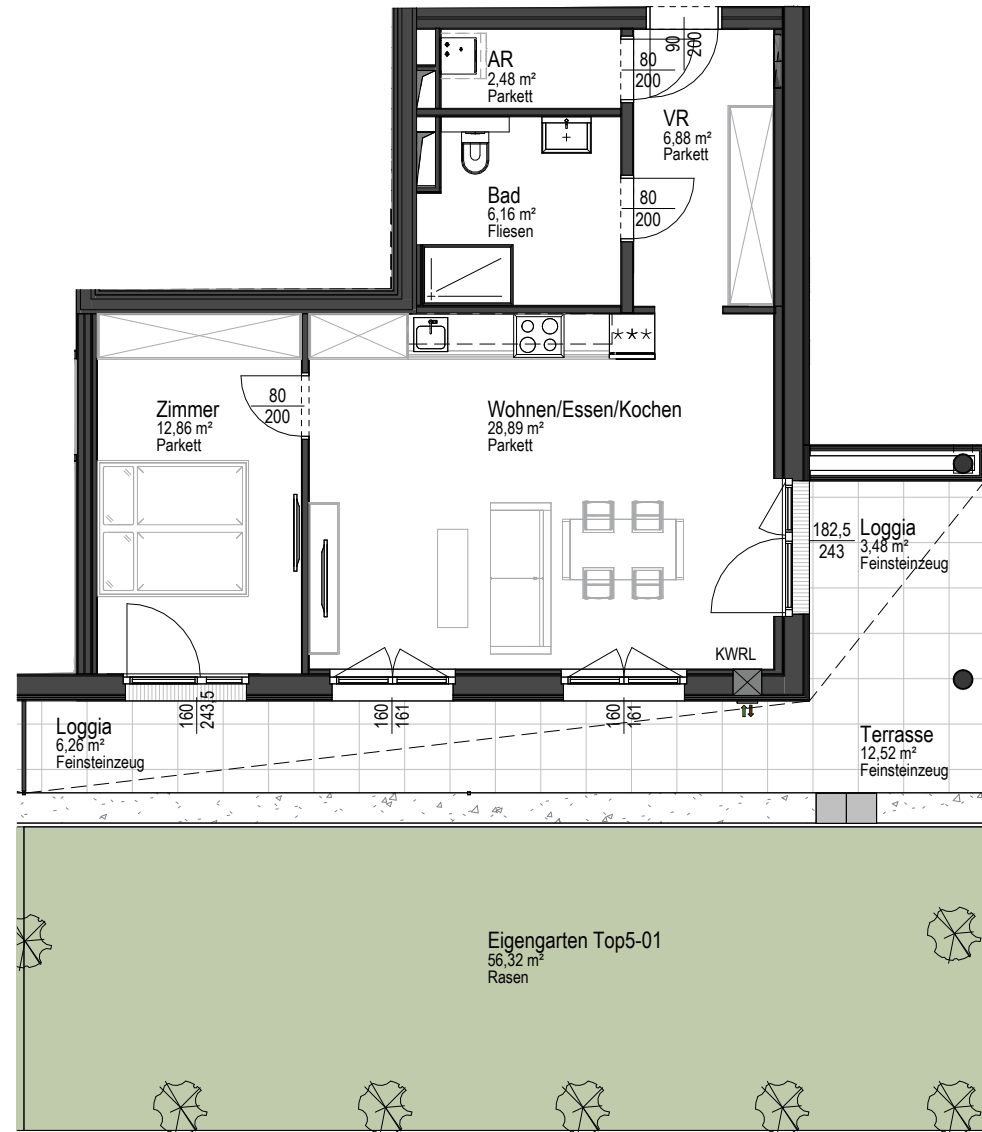 AR
2,48 m²
Parkett
80
200
90
200
VR
6,88 m²
Parkett
Bad
6,16 m²
Fliesen
80
200
***
Zimmer
12,86 m²
Parkett
80
200
Wohnen/Essen/Kochen
28,89 m²
Parkett
182,5
243
Loggia
3,48 m²
Feinsteinzeug
KWRL
Loggia
6,26 m²
Feinsteinzeug
160
243,5
160
161
160
161
Terrasse
12,52 m²
Feinsteinzeug
Eigengarten Top5-01
56,32 m²
Rasen